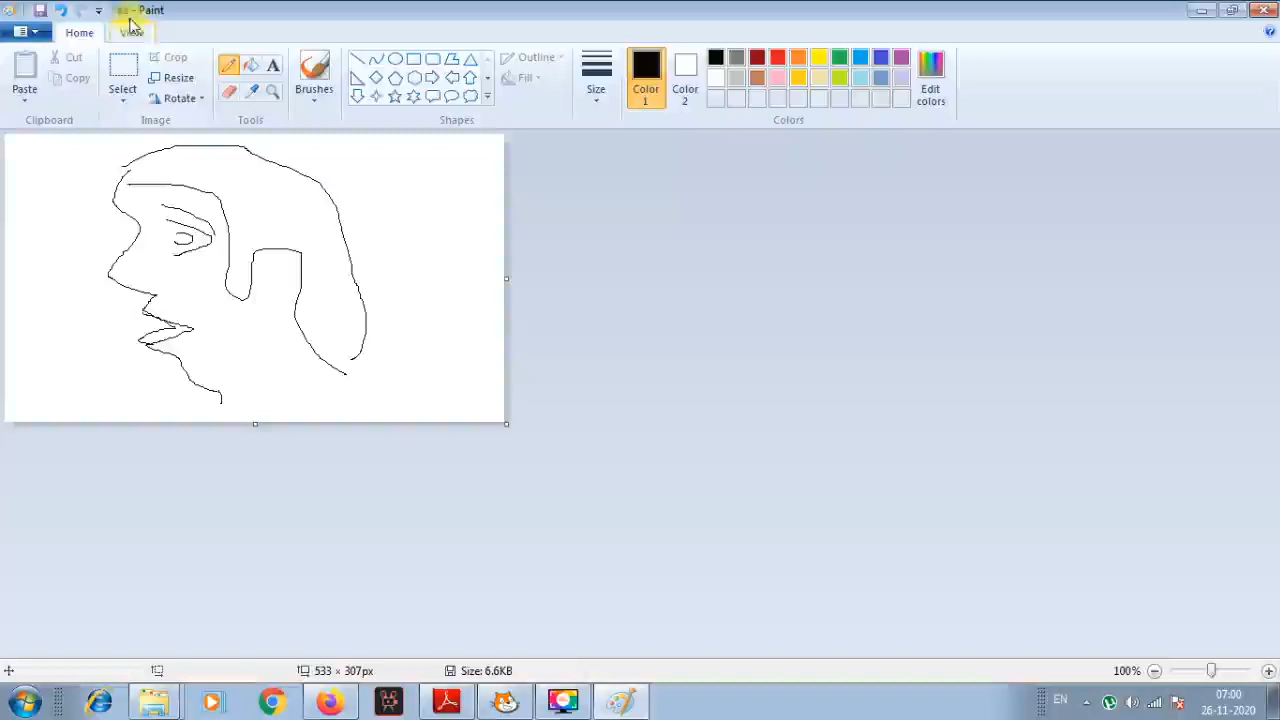 - Paint
Home
Paste
Cut
Copy
Clipboard
Select
Crop
Resize
Rotate
Image
A
Tools
Brushes
Shapes
Outline
Fill
Size
Color 1
Color 2
Edit colors
Colors
533 × 307px
Size: 6.6KB
100%
EN
07:00
26-11-2020